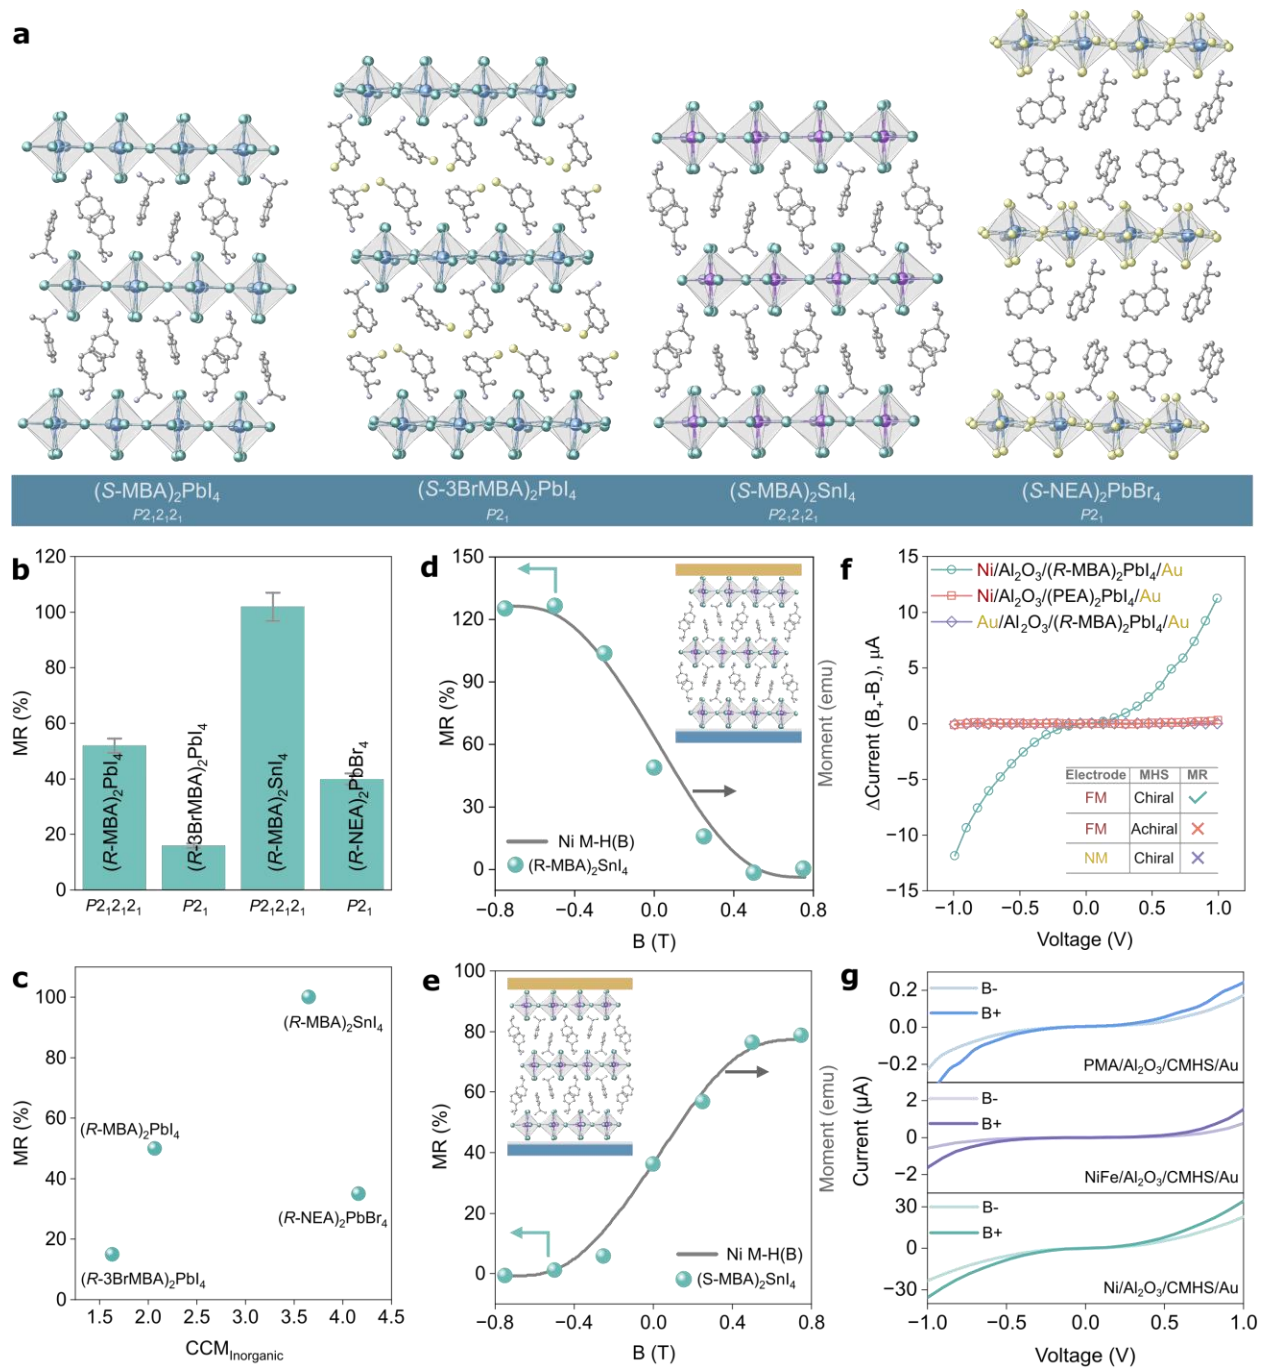 a
(S-MBA)₂PbI₄
P2₁2₁2₁
(S-3BrMBA)₂PbI₄
P2₁
(S-MBA)₂SnI₄
P2₁2₁2₁
(S-NEA)₂PbBr₄
P2₁
b
MR (%)
120
100
80
60
40
20
0
(R-MBA)₂PbI₄
(R-3BrMBA)₂PbI₄
(R-MBA)₂SnI₄
(R-NEA)₂PbBr₄
P2₁2₁2₁
P2₁
P2₁2₁2₁
P2₁
c
MR (%)
100
80
60
40
20
0
(R-MBA)₂SnI₄
(R-MBA)₂PbI₄
(R-NEA)₂PbBr₄
(R-3BrMBA)₂PbI₄
1.5 2.0 2.5 3.0 3.5 4.0 4.5
CCM_Inorganic
d
MR (%)
150
120
90
60
30
0
Ni M-H(B)
(R-MBA)₂SnI₄
Moment (emu)
−0.8 −0.4 0.0 0.4 0.8
B (T)
e
MR (%)
100
80
60
40
20
0
Ni M-H(B)
(S-MBA)₂SnI₄
Moment (emu)
−0.8 −0.4 0.0 0.4 0.8
B (T)
f
ΔCurrent (B₊-B₋), μA
15
10
5
0
−5
−10
−15
Ni/Al₂O₃/(R-MBA)₂PbI₄/Au
Ni/Al₂O₃/(PEA)₂PbI₄/Au
Au/Al₂O₃/(R-MBA)₂PbI₄/Au
Electrode MHS MR
FM Chiral ✓
FM Achiral ✕
NM Chiral ✕
−1.0 −0.5 0.0 0.5 1.0
Voltage (V)
g
Current (μA)
0.2
0.0
−0.2
B-
B+
PMA/Al₂O₃/CMHS/Au
2
0
−2
B-
B+
NiFe/Al₂O₃/CMHS/Au
30
0
−30
B-
B+
Ni/Al₂O₃/CMHS/Au
−1.0 −0.5 0.0 0.5 1.0
Voltage (V)